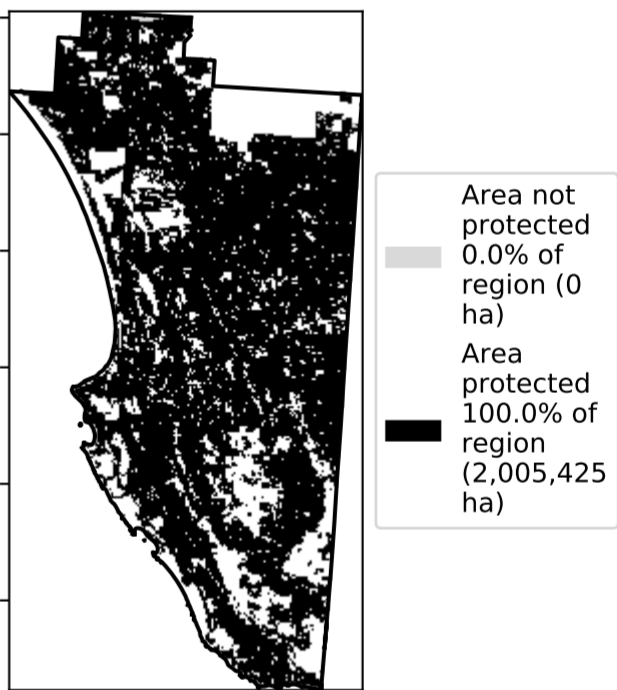 Area not
protected
0.0% of
region (0
ha)
Area
protected
100.0% of
region
(2,005,425
ha)